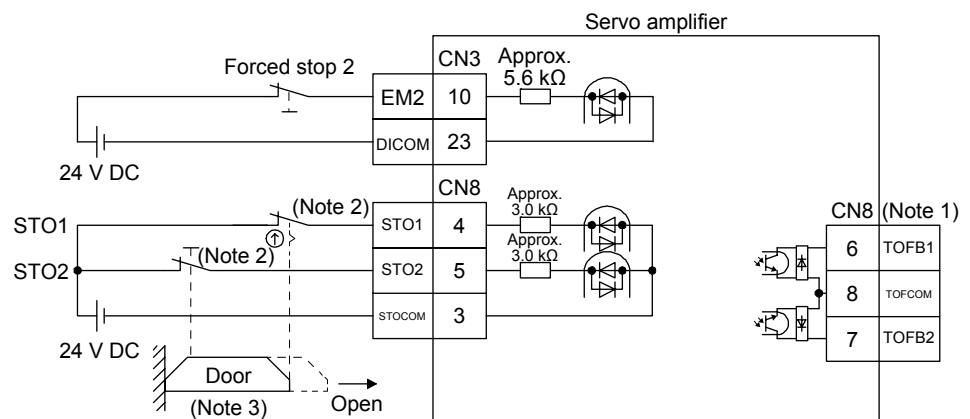 Servo amplifier
Forced stop 2
CN3
Approx.
5.6 kΩ
EM2
10
DICOM
23
24 V DC
CN8
Approx.
3.0 kΩ
STO1
(Note 2)
STO1
4
Approx.
3.0 kΩ
STO2
(Note 2)
STO2
5
STOCOM
3
24 V DC
CN8 (Note 1)
6
TOFB1
8
TOFCOM
7
TOFB2
Door
(Note 3)
Open